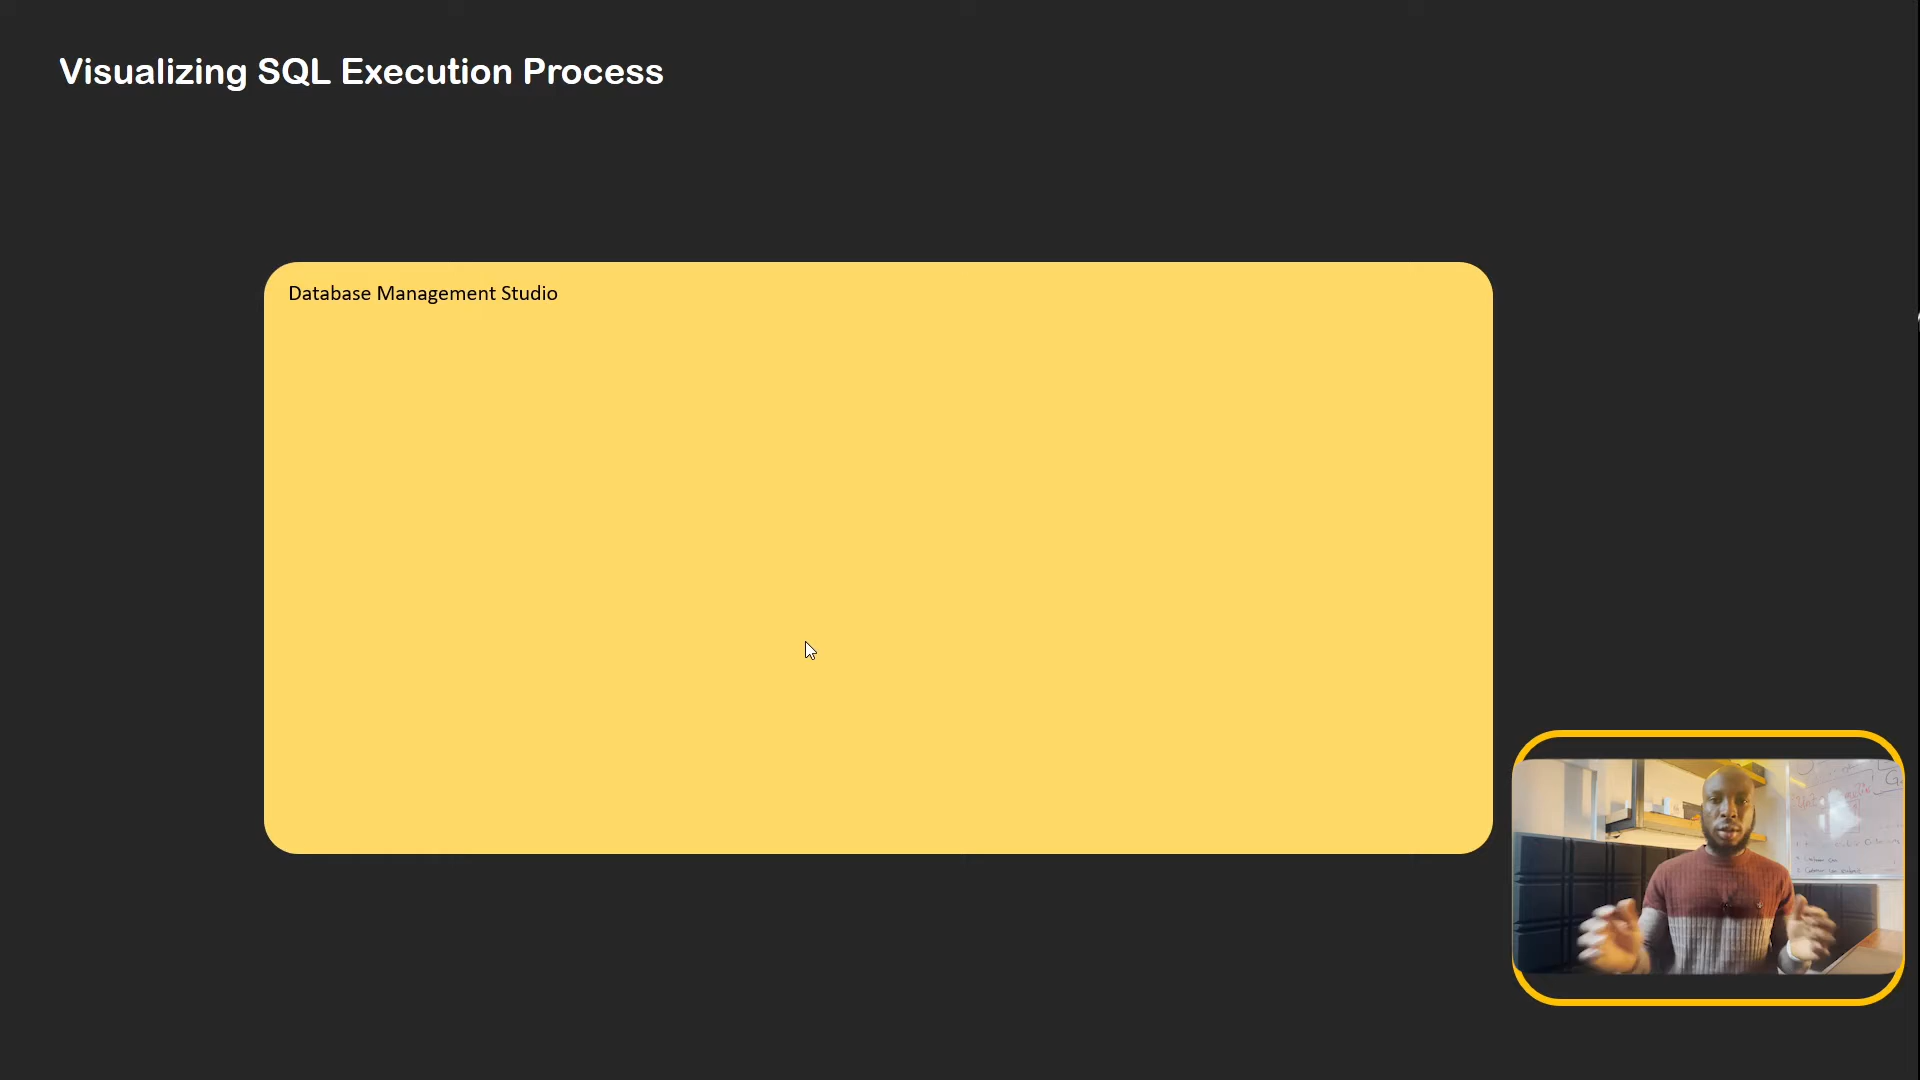 Visualizing SQL Execution Process
Database Management Studio